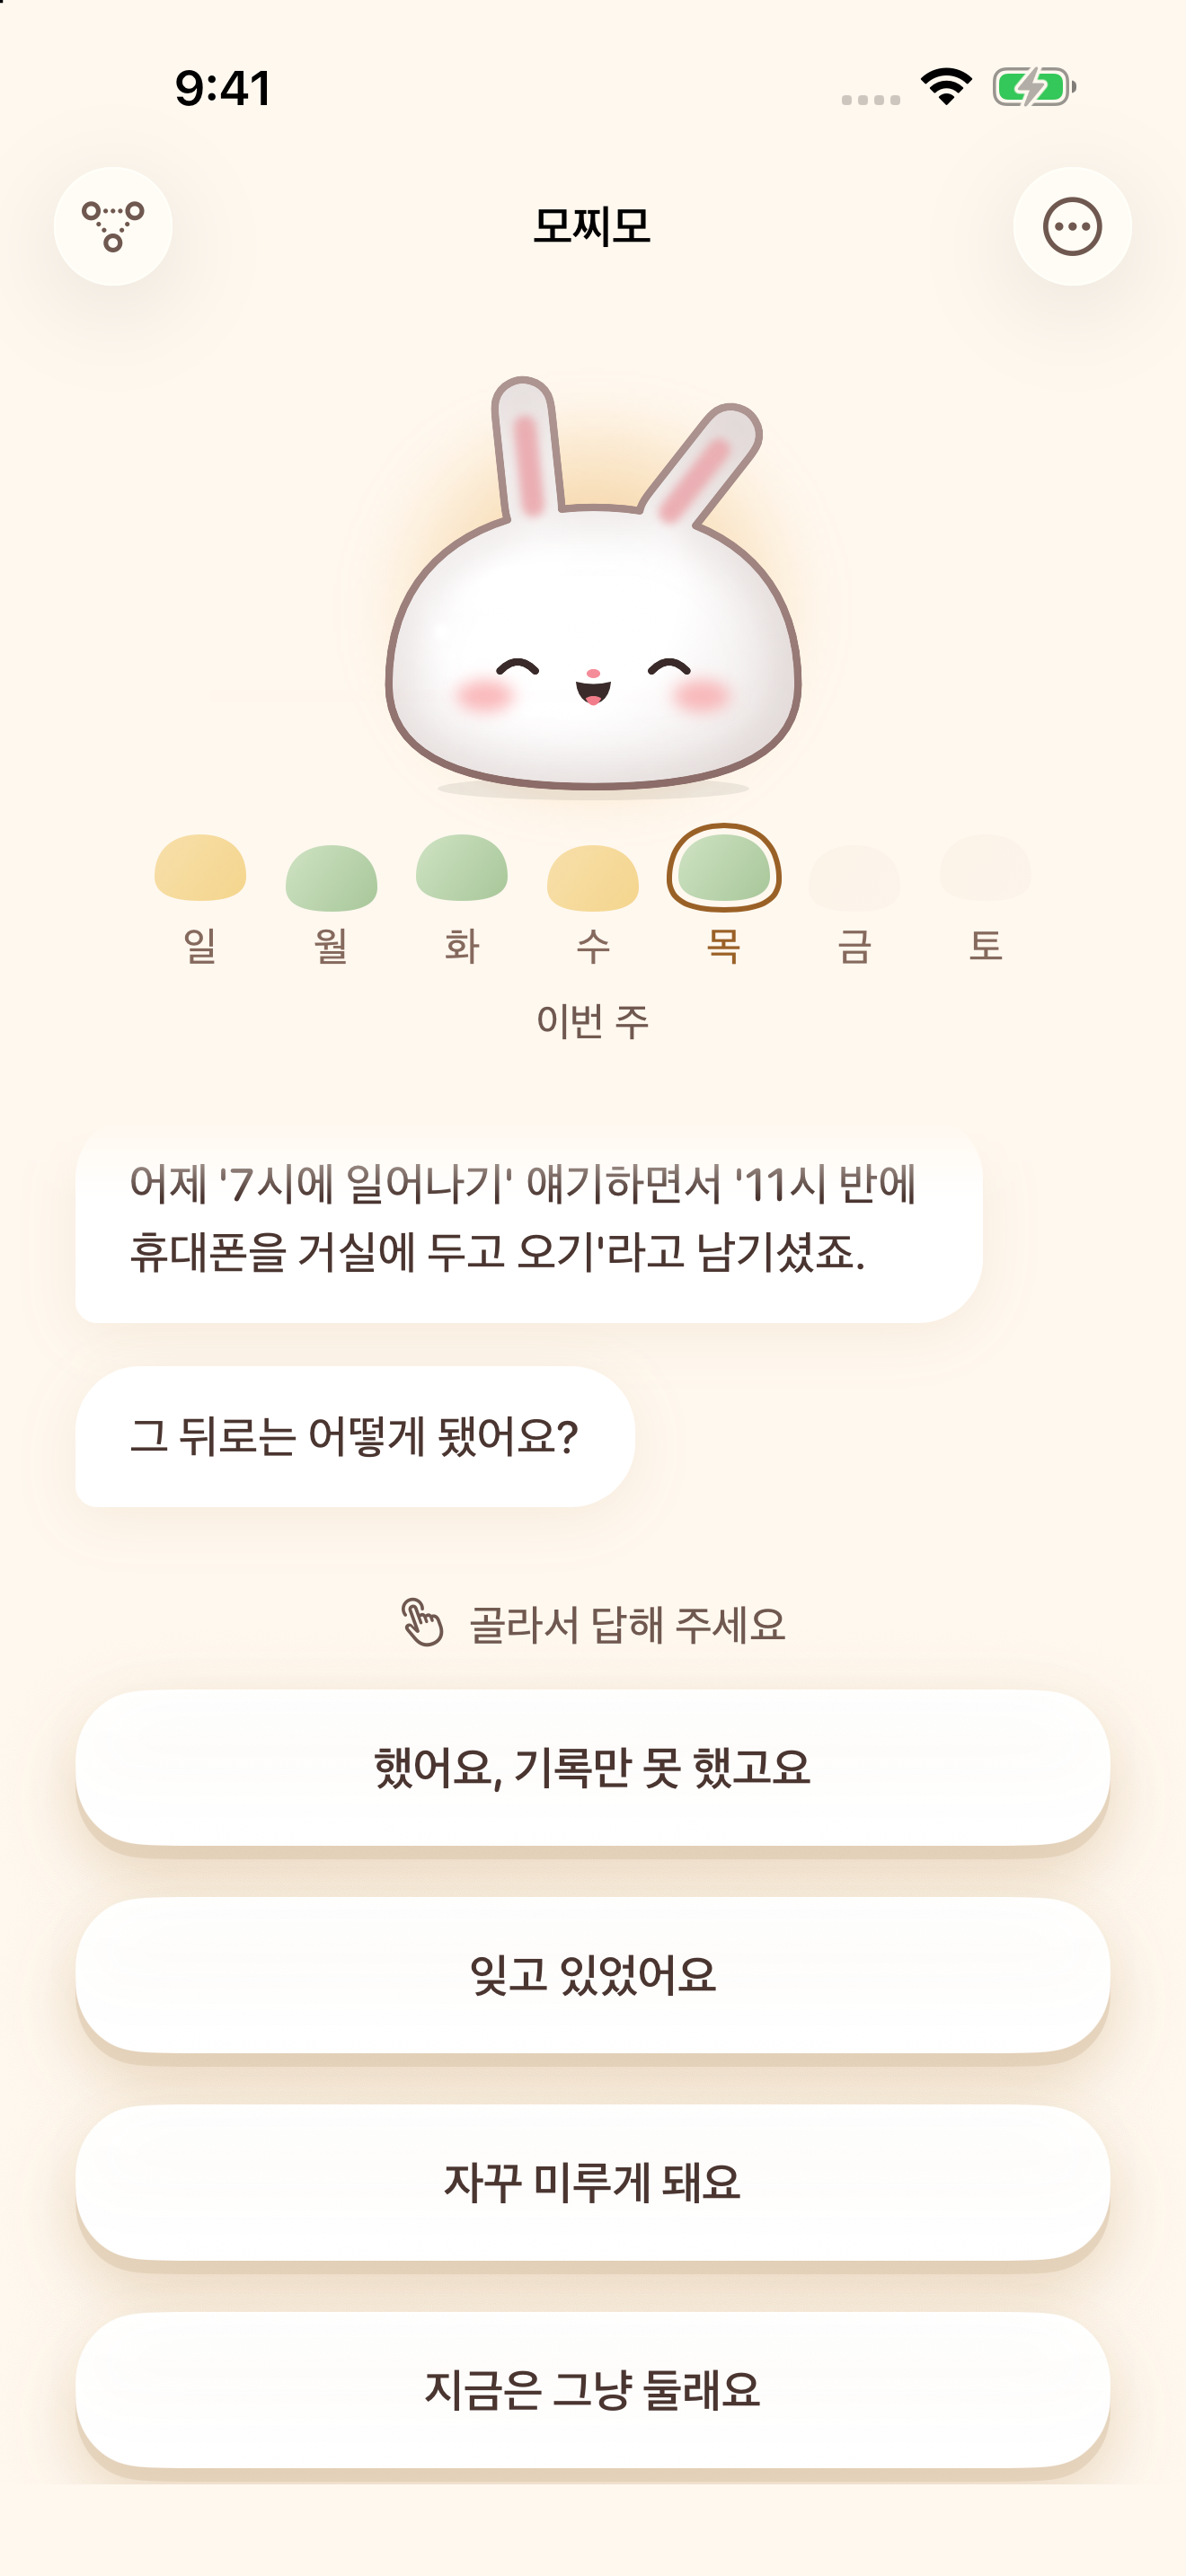 9:41
모찌모
일 월 화 수 목 금 토
이번 주
어제 '7시에 일어나기' 얘기하면서 '11시 반에
휴대폰을 거실에 두고 오기'라고 남기셨죠.
그 뒤로는 어떻게 됐어요?
골라서 답해 주세요
했어요, 기록만 못 했고요
잊고 있었어요
자꾸 미루게 돼요
지금은 그냥 둘래요